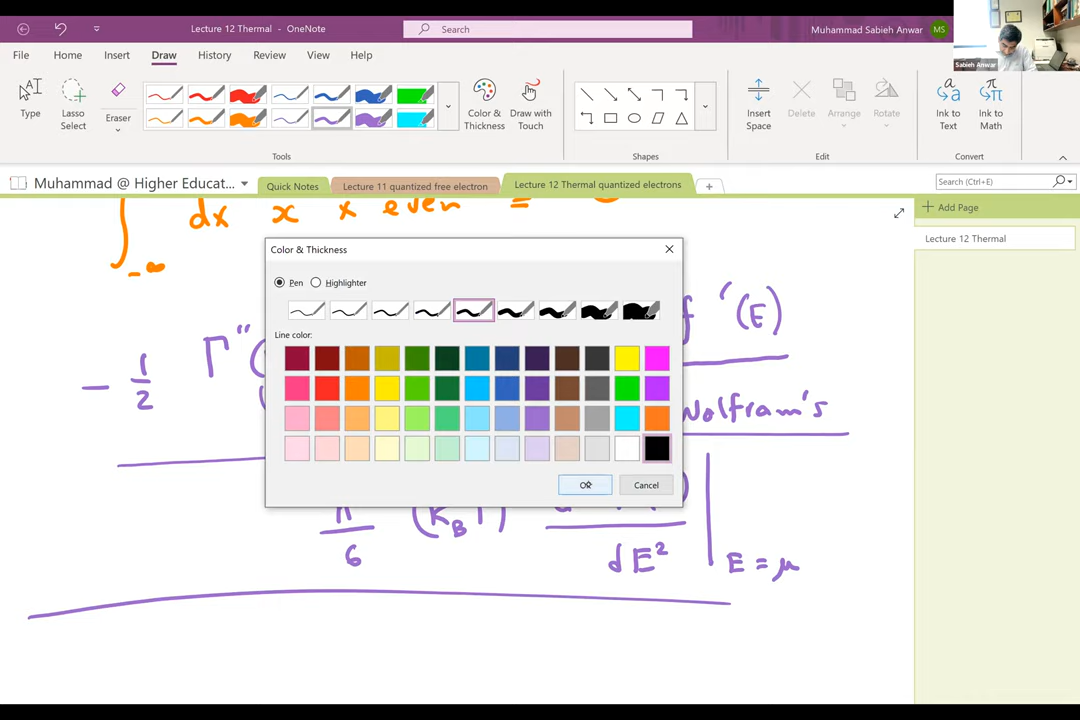 Lecture 12 Thermal - OneNote
Search
Muhammad Sabieh Anwar MS
Sabieh Anwar
File Home Insert Draw History Review View Help
Type
Lasso Select
Eraser
Color & Thickness
Draw with Touch
Insert Space
Delete
Arrange
Rotate
Ink to Text
Ink to Math
Tools
Shapes
Edit
Convert
Muhammad @ Higher Educat...
Quick Notes
Lecture 11 quantized free electron
Lecture 12 Thermal quantized electrons
Search (Ctrl+E)
Add Page
Lecture 12 Thermal
∫ -∞ dx x x even =
Color & Thickness
Pen
Highlighter
Line color:
OK
Cancel
- 1/2 Γ"( f '(E)
Wolfram's
6 (K_B T) dE² | E = μ